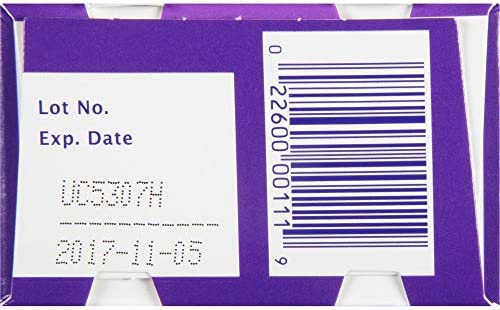 Lot No.
Exp. Date
UC5307H
2017-11-05
0 22600 00111 9